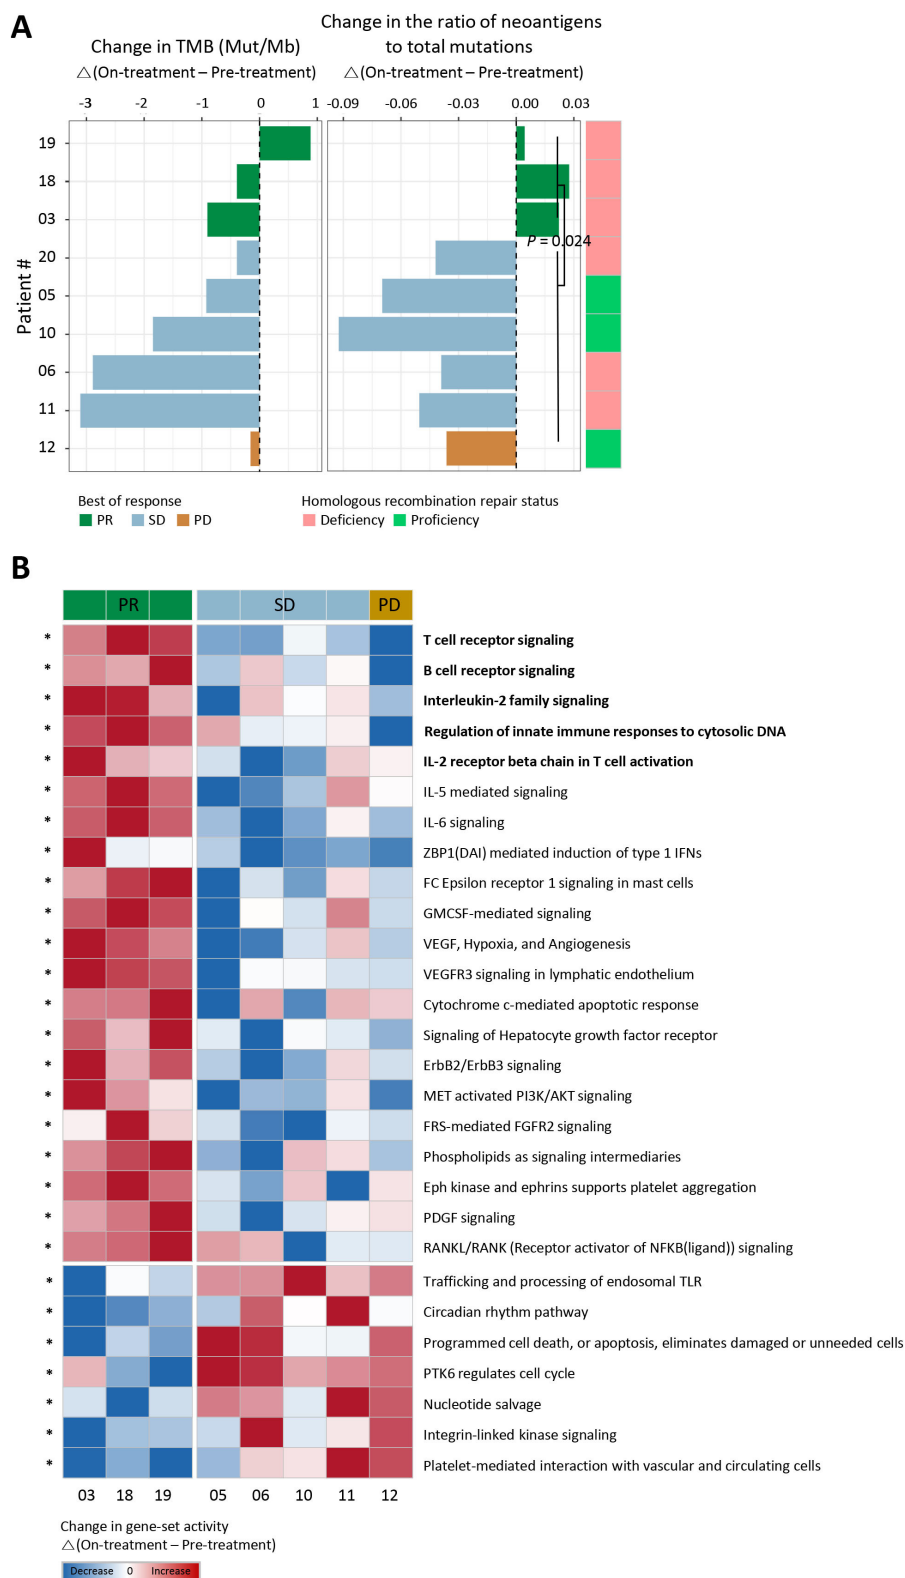 A
Change in TMB (Mut/Mb)
△(On-treatment – Pre-treatment)
Change in the ratio of neoantigens
to total mutations
△(On-treatment – Pre-treatment)
-3 -2 -1 0 1
-0.09 -0.06 -0.03 0.00 0.03
Patient #
19
18
03
20
05
10
06
11
12
P = 0.024
Best of response
PR SD PD
Homologous recombination repair status
Deficiency Proficiency
B
PR SD PD
* T cell receptor signaling
* B cell receptor signaling
* Interleukin-2 family signaling
* Regulation of innate immune responses to cytosolic DNA
* IL-2 receptor beta chain in T cell activation
* IL-5 mediated signaling
* IL-6 signaling
* ZBP1(DAI) mediated induction of type 1 IFNs
* FC Epsilon receptor 1 signaling in mast cells
* GMCSF-mediated signaling
* VEGF, Hypoxia, and Angiogenesis
* VEGFR3 signaling in lymphatic endothelium
* Cytochrome c-mediated apoptotic response
* Signaling of Hepatocyte growth factor receptor
* ErbB2/ErbB3 signaling
* MET activated PI3K/AKT signaling
* FRS-mediated FGFR2 signaling
* Phospholipids as signaling intermediaries
* Eph kinase and ephrins supports platelet aggregation
* PDGF signaling
* RANKL/RANK (Receptor activator of NFKB(ligand)) signaling
* Trafficking and processing of endosomal TLR
* Circadian rhythm pathway
* Programmed cell death, or apoptosis, eliminates damaged or unneeded cells
* PTK6 regulates cell cycle
* Nucleotide salvage
* Integrin-linked kinase signaling
* Platelet-mediated interaction with vascular and circulating cells
03 18 19 05 06 10 11 12
Change in gene-set activity
△(On-treatment – Pre-treatment)
Decrease 0 Increase